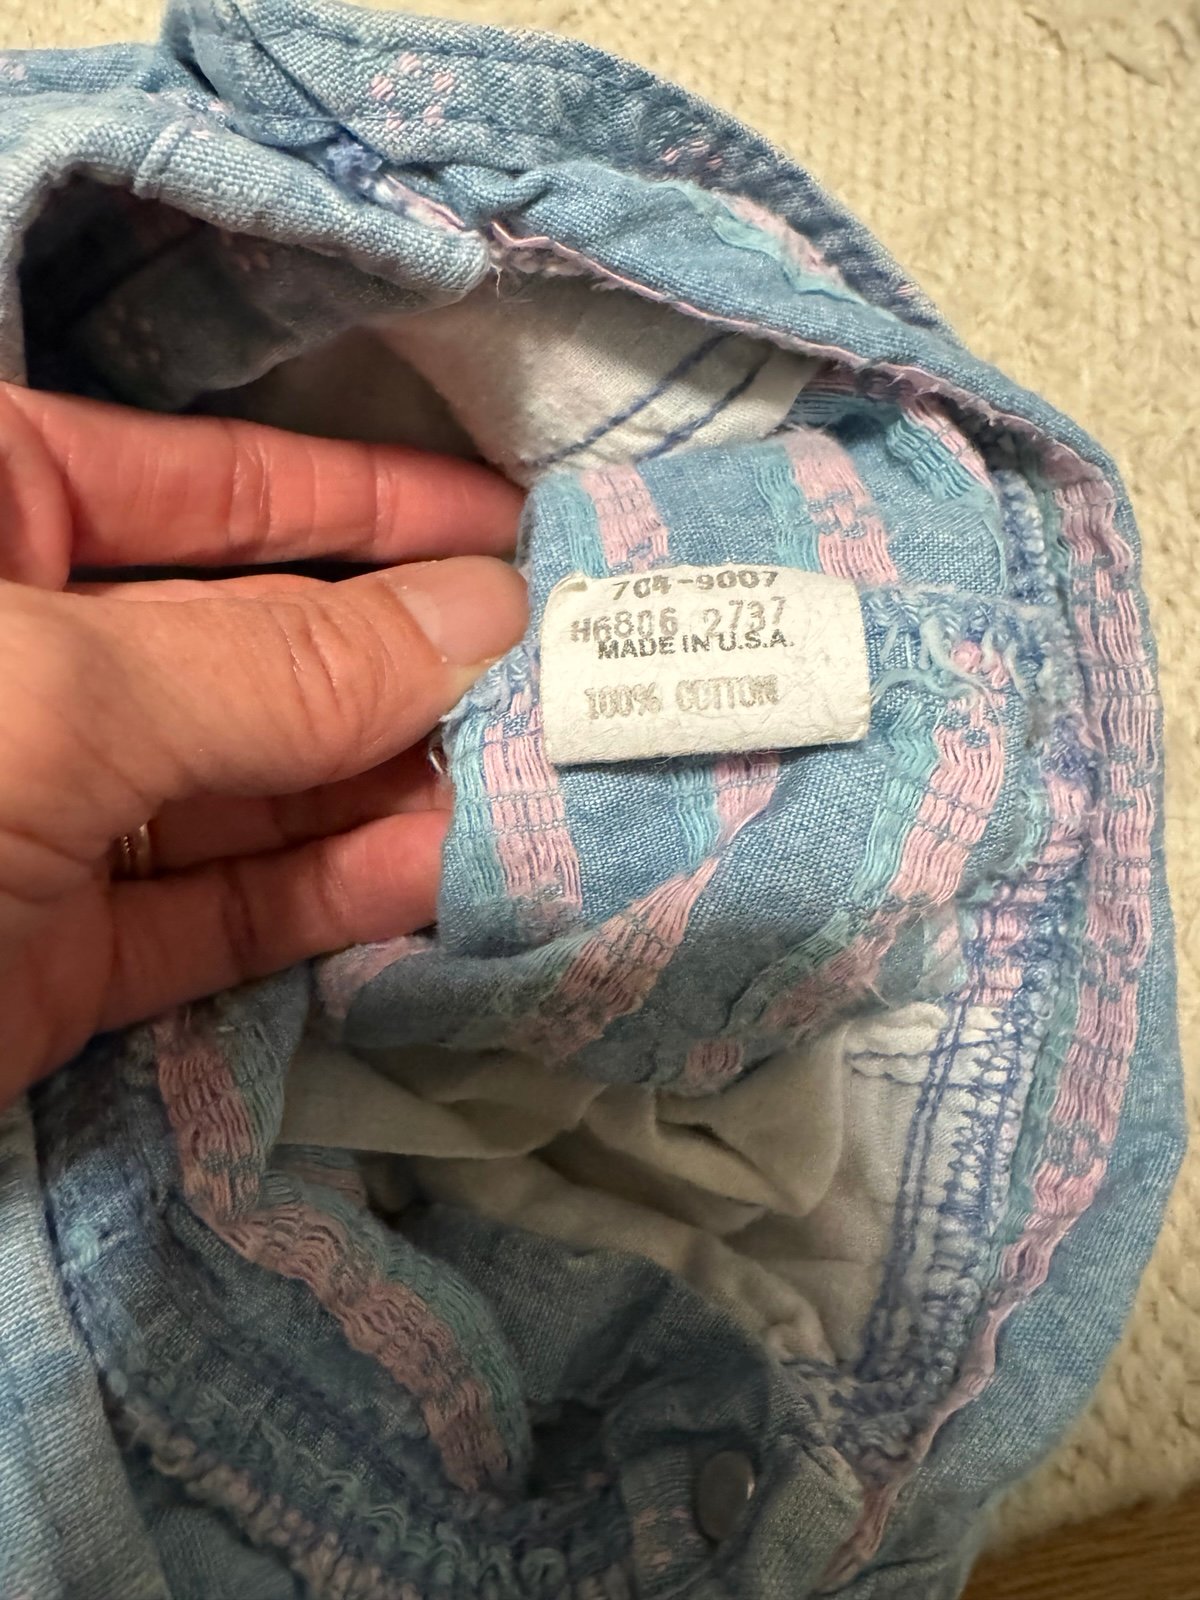 704-9007
H6806 2737
MADE IN U.S.A.
100% COTTON